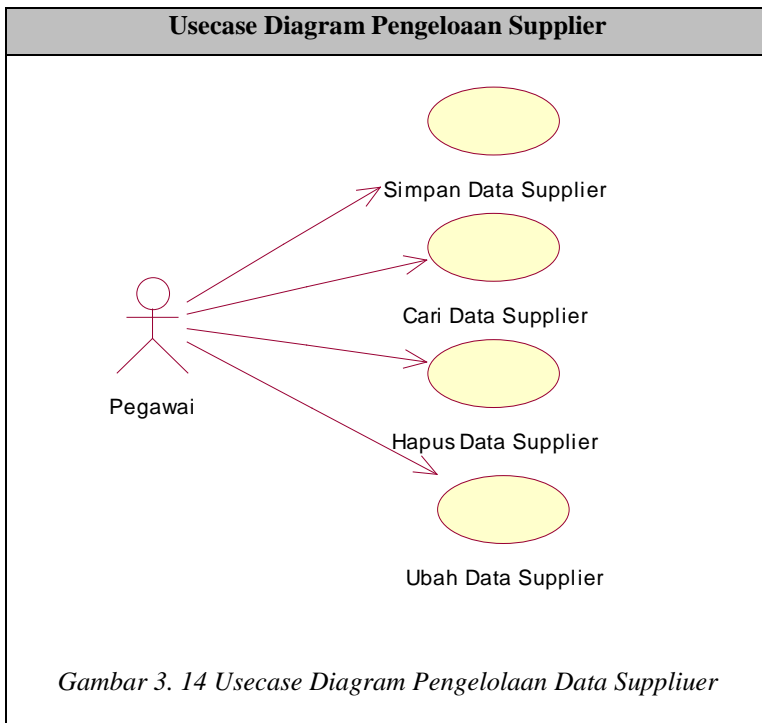 Usecase Diagram Pengeloaan Supplier
Simpan Data Supplier
Cari Data Supplier
Pegawai
Hapus Data Supplier
Ubah Data Supplier
Gambar 3. 14 Usecase Diagram Pengelolaan Data Suppliuer